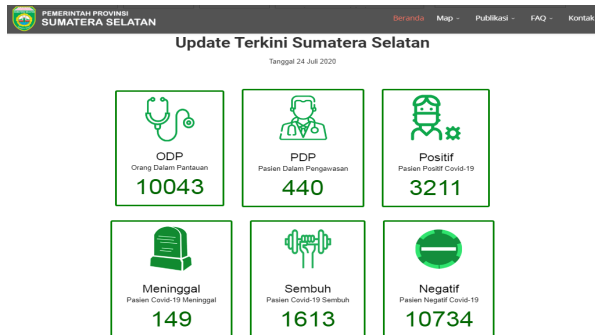 PEMERINTAH PROVINSI
SUMATERA SELATAN
Beranda Map Publikasi FAQ Kontak
Update Terkini Sumatera Selatan
Tanggal 24 Juli 2020
ODP
Orang Dalam Pantauan
10043
PDP
Pasien Dalam Pengawasan
440
Positif
Pasien Positif Covid-19
3211
Meninggal
Pasien Covid-19 Meninggal
149
Sembuh
Pasien Covid-19 Sembuh
1613
Negatif
Pasien Negatif Covid-19
10734